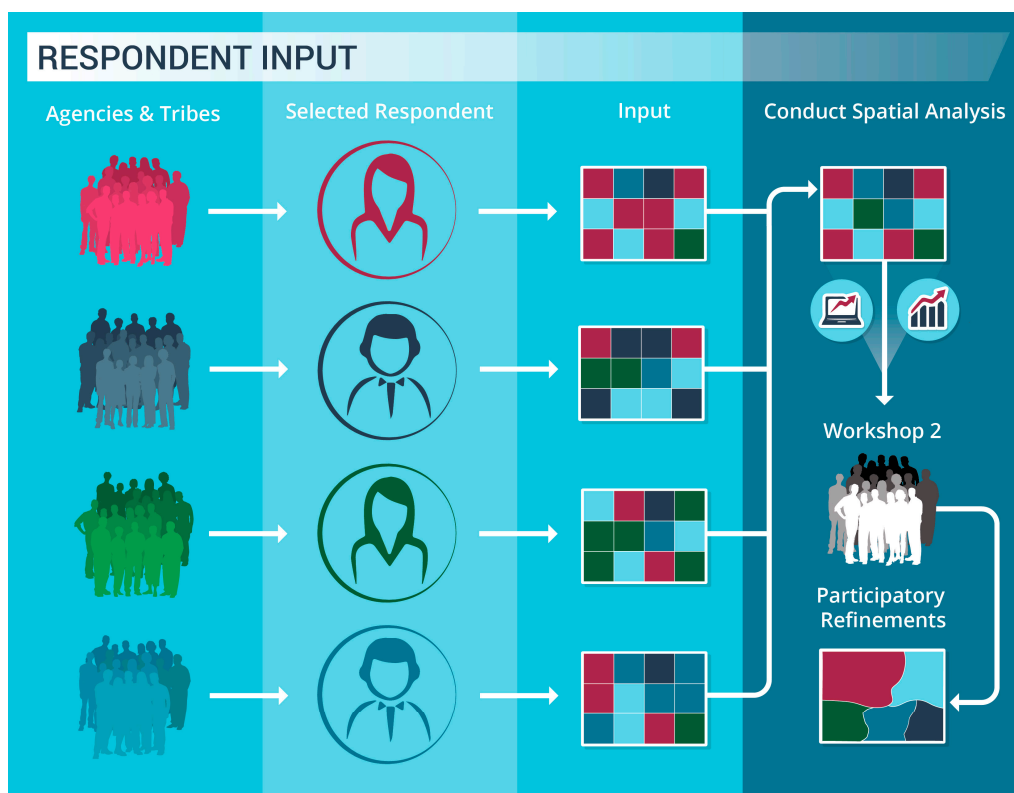 RESPONDENT INPUT
Agencies & Tribes
Selected Respondent
Input
Conduct Spatial Analysis
Workshop 2
Participatory
Refinements